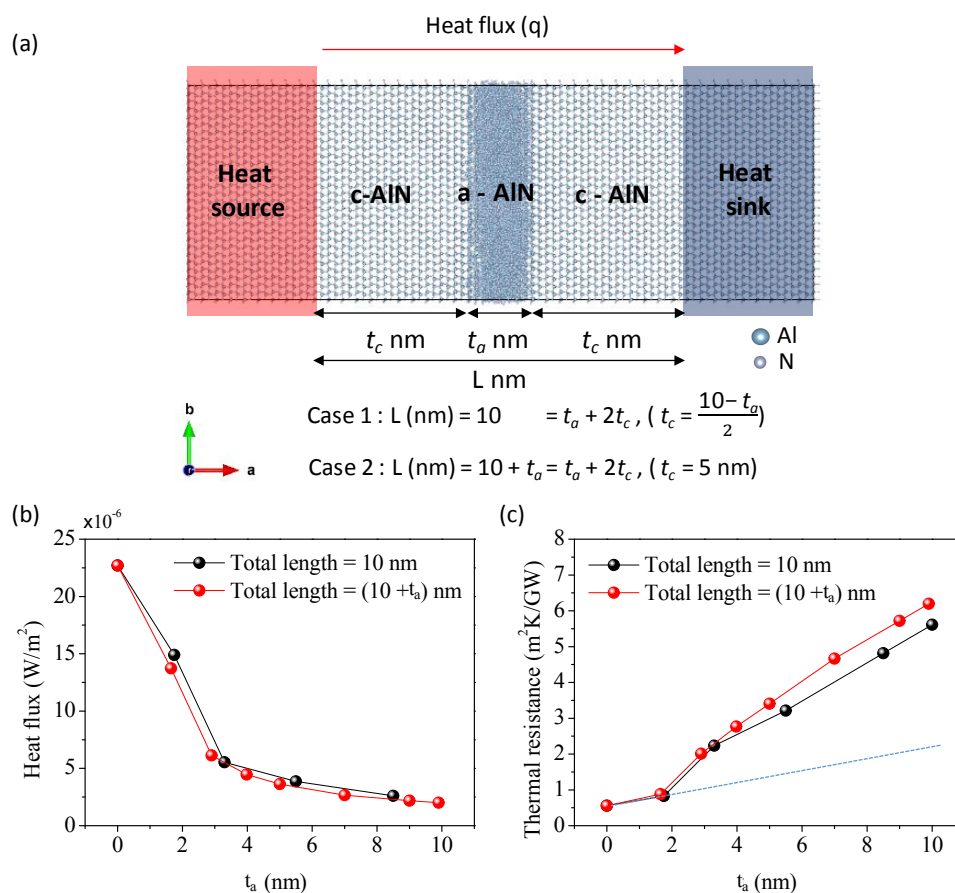 (a)
Heat flux (q)
Heat source
c-AlN
a - AlN
c - AlN
Heat sink
t_c nm
t_a nm
t_c nm
L nm
Al
N
b
a
Case 1 : L (nm) = 10 = t_a + 2t_c , ( t_c = (10− t_a)/2 )
Case 2 : L (nm) = 10 + t_a = t_a + 2t_c , ( t_c = 5 nm)
(b)
x10^-6
Heat flux (W/m^2)
25
20
15
10
5
0
Total length = 10 nm
Total length = (10 +t_a) nm
0 2 4 6 8 10
t_a (nm)
(c)
Thermal resistance (m^2K/GW)
8
7
6
5
4
3
2
1
0
Total length = 10 nm
Total length = (10 +t_a) nm
0 2 4 6 8 10
t_a (nm)